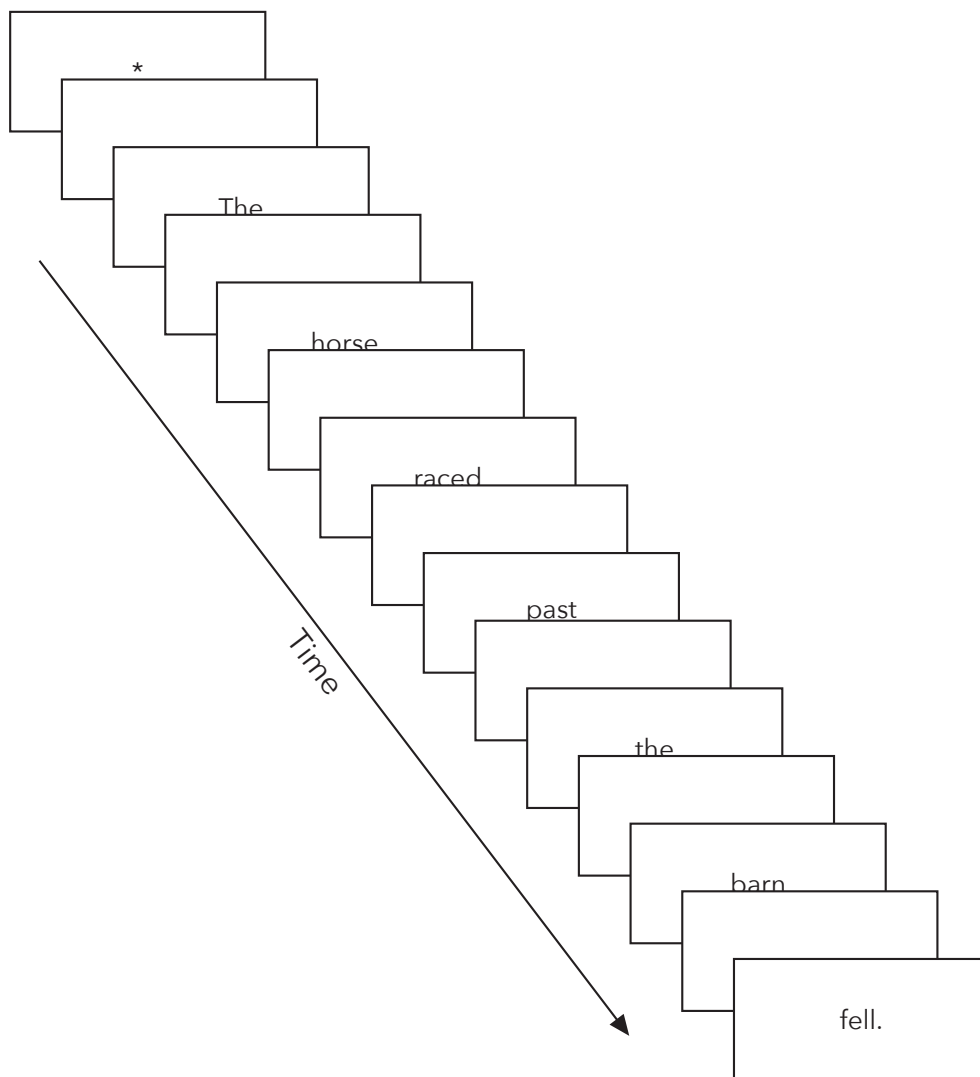 *
The
horse
raced
past
Time
the
barn
fell.